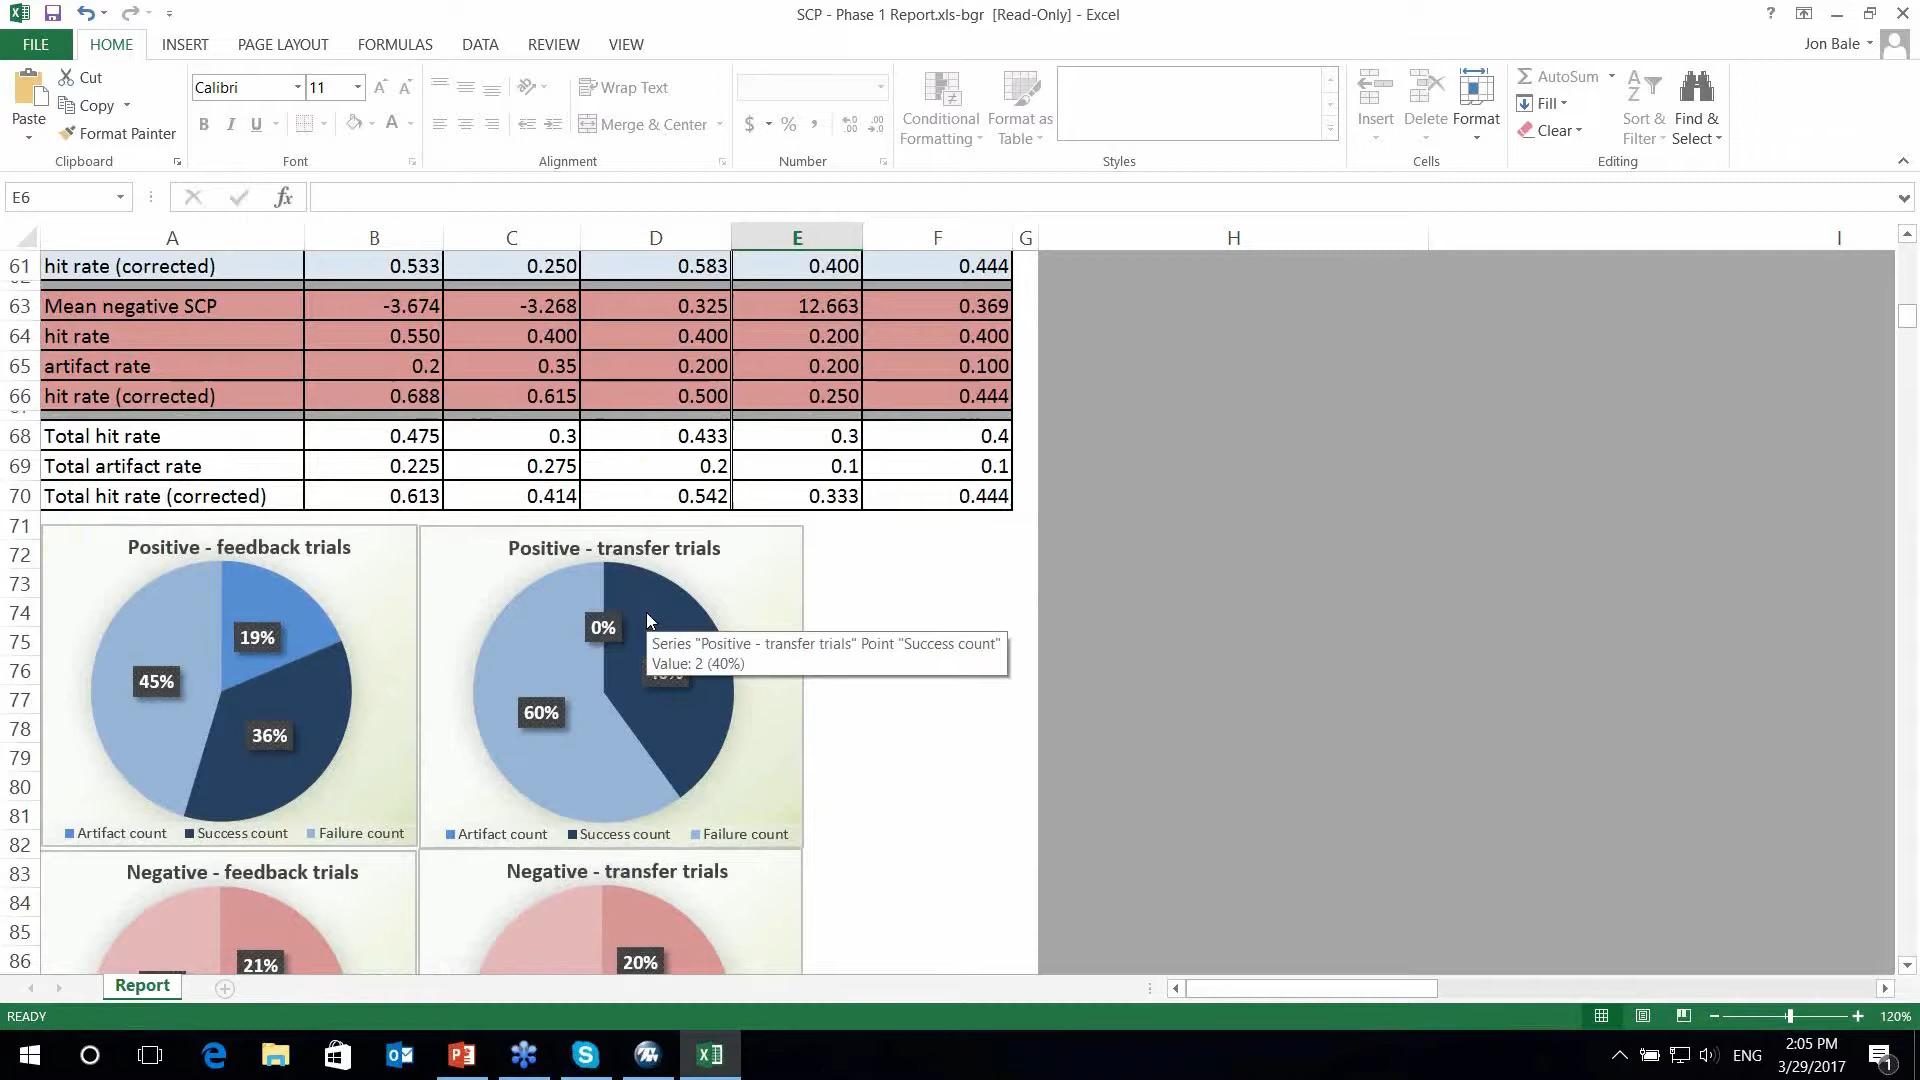 SCP - Phase 1 Report.xls-bgr [Read-Only] - Excel
FILE HOME INSERT PAGE LAYOUT FORMULAS DATA REVIEW VIEW Jon Bale
Cut
Copy
Format Painter
Paste
Clipboard
Calibri 11
B I U
Font
Wrap Text
Merge & Center
Alignment
$ % ,
Number
Conditional Formatting
Format as Table
Styles
Insert Delete Format
Cells
AutoSum
Fill
Clear
Sort & Filter
Find & Select
Editing
E6 fx
A B C D E F G H I
61 hit rate (corrected) 0.533 0.250 0.583 0.400 0.444
63 Mean negative SCP -3.674 -3.268 0.325 12.663 0.369
64 hit rate 0.550 0.400 0.400 0.200 0.400
65 artifact rate 0.2 0.35 0.200 0.200 0.100
66 hit rate (corrected) 0.688 0.615 0.500 0.250 0.444
68 Total hit rate 0.475 0.3 0.433 0.3 0.4
69 Total artifact rate 0.225 0.275 0.2 0.1 0.1
70 Total hit rate (corrected) 0.613 0.414 0.542 0.333 0.444
71
72
73
74
75
76
77
78
79
80
81
82
83
84
85
86
Positive - feedback trials
19%
45%
36%
Artifact count Success count Failure count
Positive - transfer trials
0%
60%
Series "Positive - transfer trials" Point "Success count"
Value: 2 (40%)
Artifact count Success count Failure count
Negative - feedback trials
21%
Negative - transfer trials
20%
Report
READY 120%
ENG
2:05 PM
3/29/2017
1